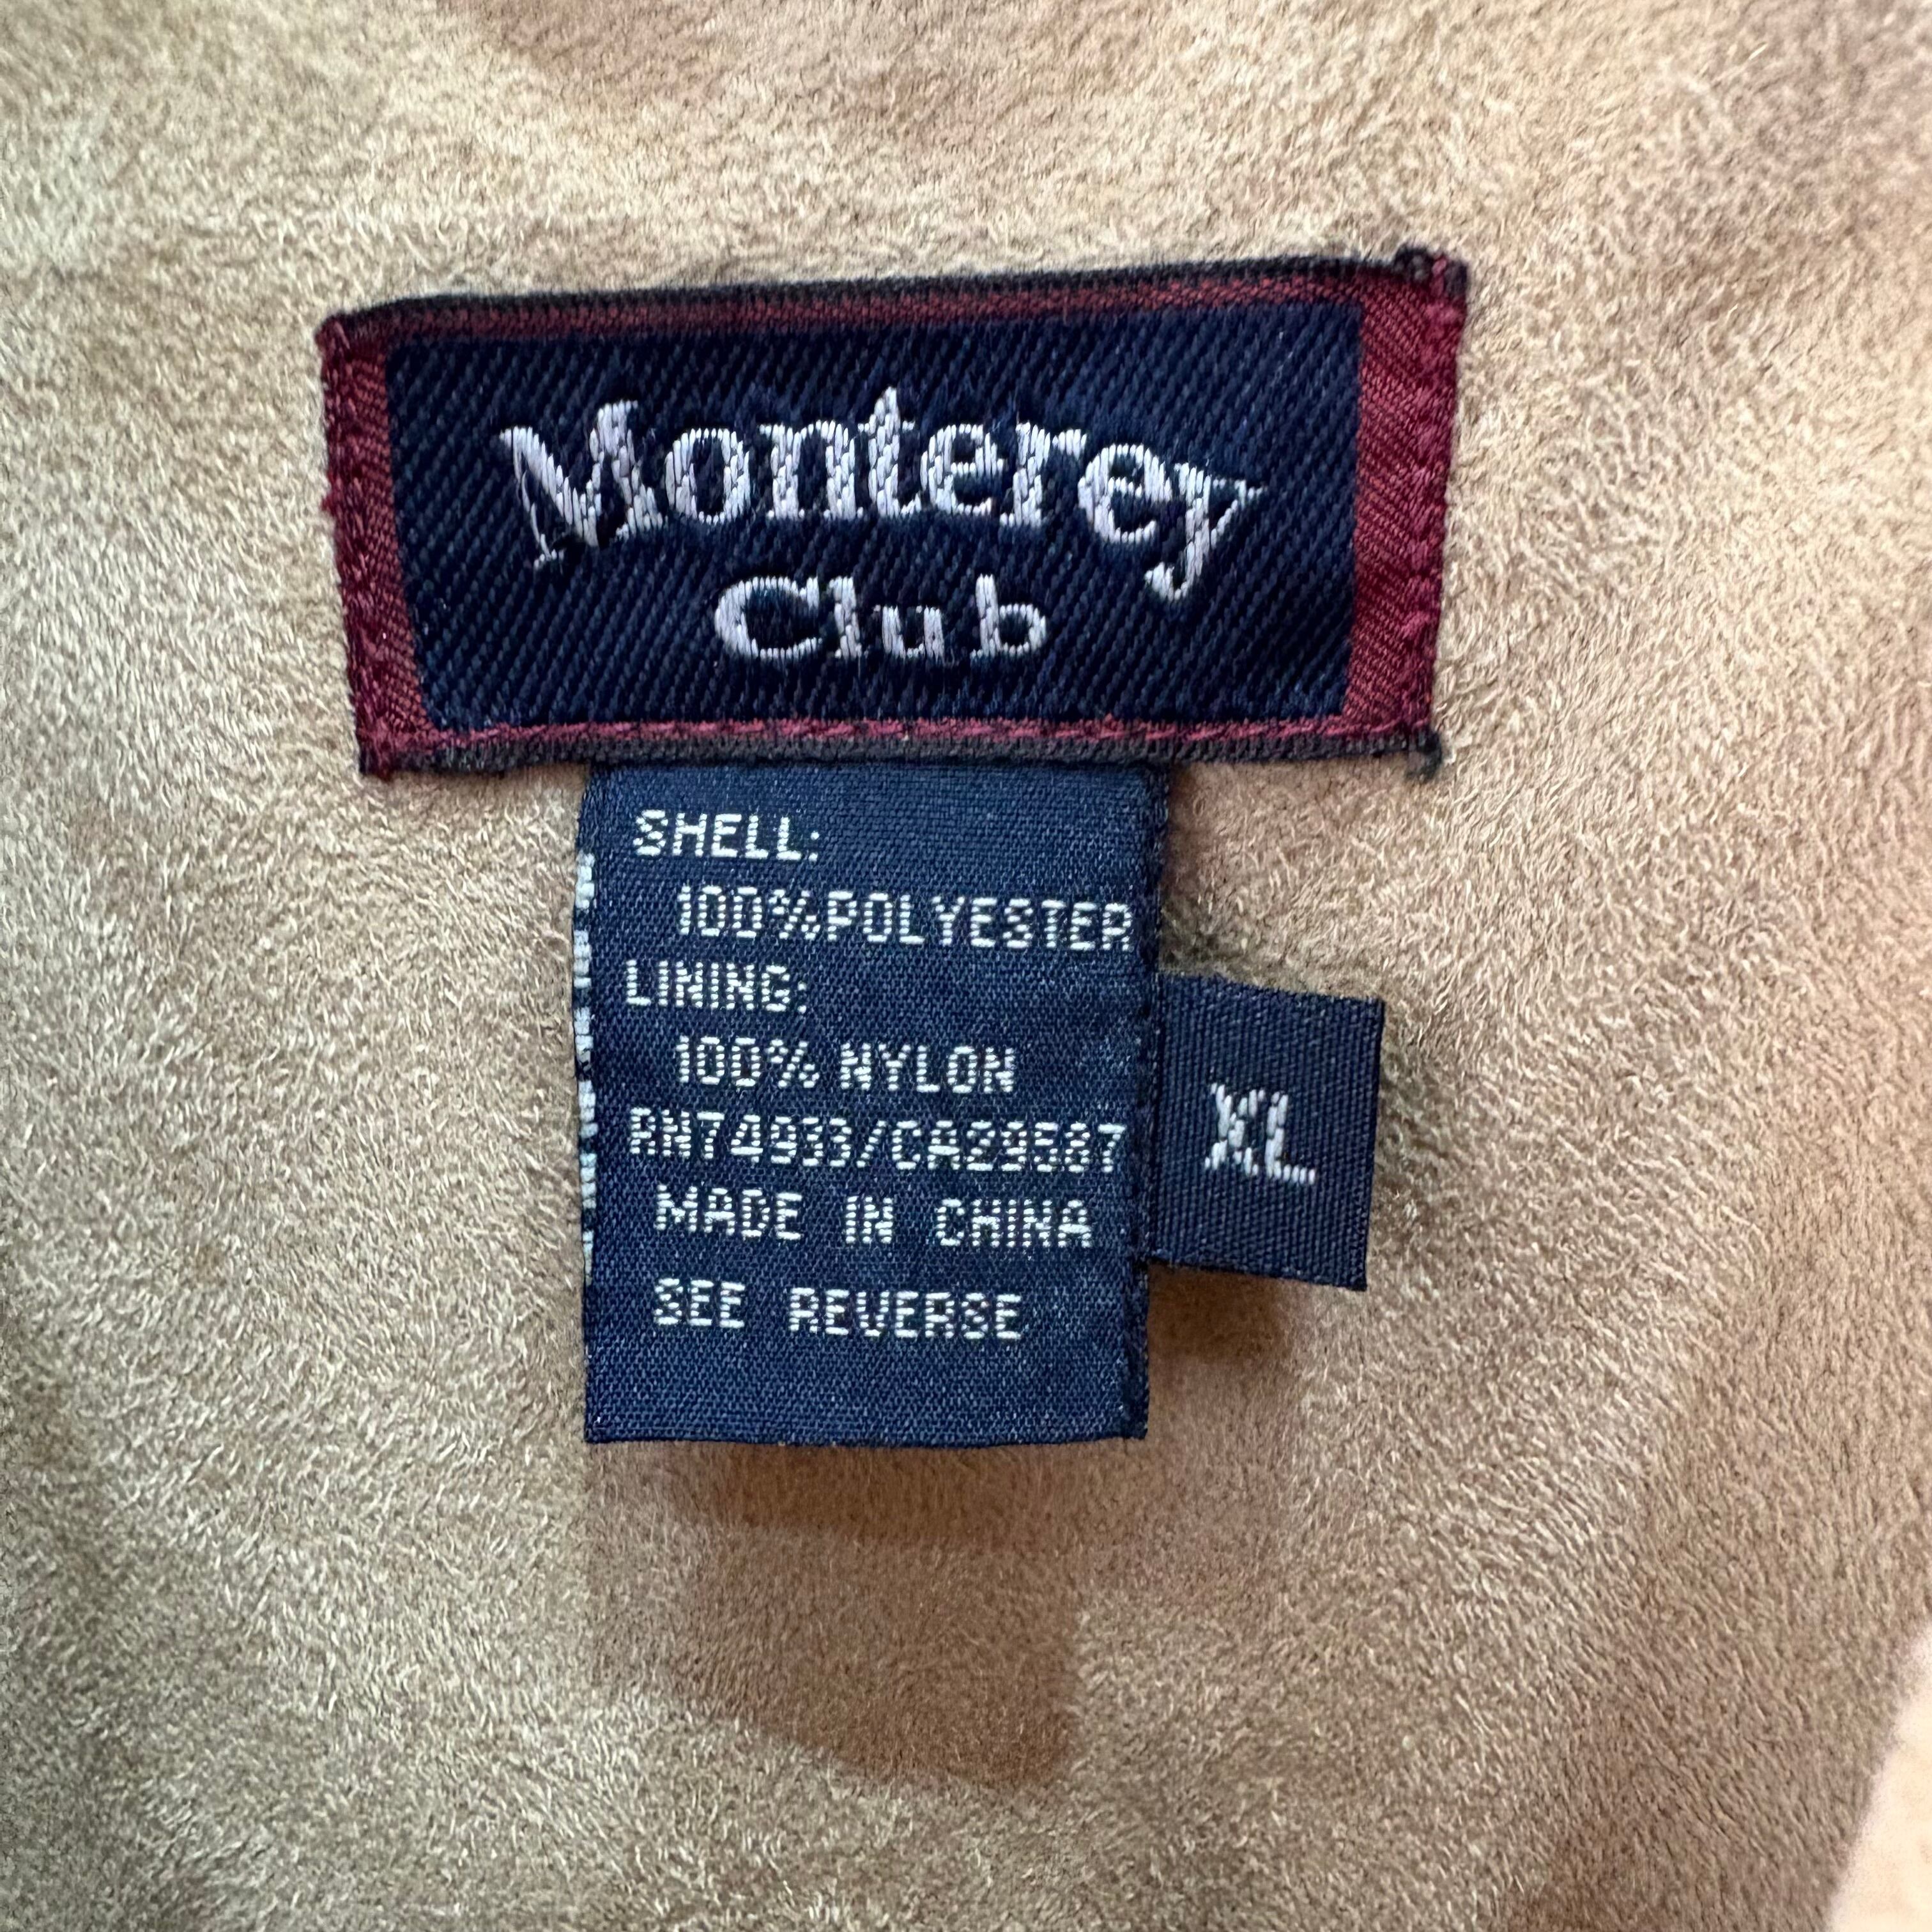 Monterey
Club
SHELL:
100%POLYESTER
LINING:
100% NYLON
RN74933/CA29587
MADE IN CHINA
SEE REVERSE
XL